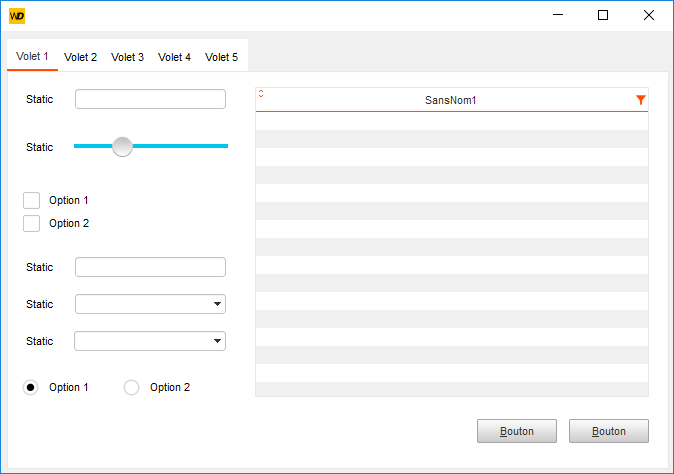 WD
Volet 1 Volet 2 Volet 3 Volet 4 Volet 5
Static
SansNom1
Static
Option 1
Option 2
Static
Static
Static
Option 1 Option 2
Bouton Bouton